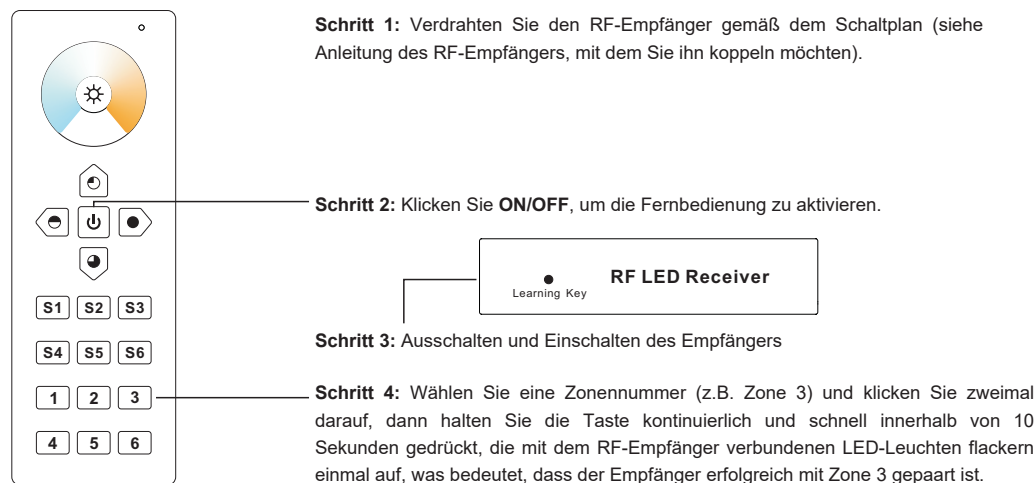 Schritt 1: Verdrahten Sie den RF-Empfänger gemäß dem Schaltplan (siehe
Anleitung des RF-Empfängers, mit dem Sie ihn koppeln möchten).
Schritt 2: Klicken Sie ON/OFF, um die Fernbedienung zu aktivieren.
RF LED Receiver
Learning Key
S1 S2 S3
Schritt 3: Ausschalten und Einschalten des Empfängers
S4 S5 S6
1 2 3
Schritt 4: Wählen Sie eine Zonennummer (z.B. Zone 3) und klicken Sie zweimal
darauf, dann halten Sie die Taste kontinuierlich und schnell innerhalb von 10
Sekunden gedrückt, die mit dem RF-Empfänger verbundenen LED-Leuchten flackern
einmal auf, was bedeutet, dass der Empfänger erfolgreich mit Zone 3 gepaart ist.
4 5 6